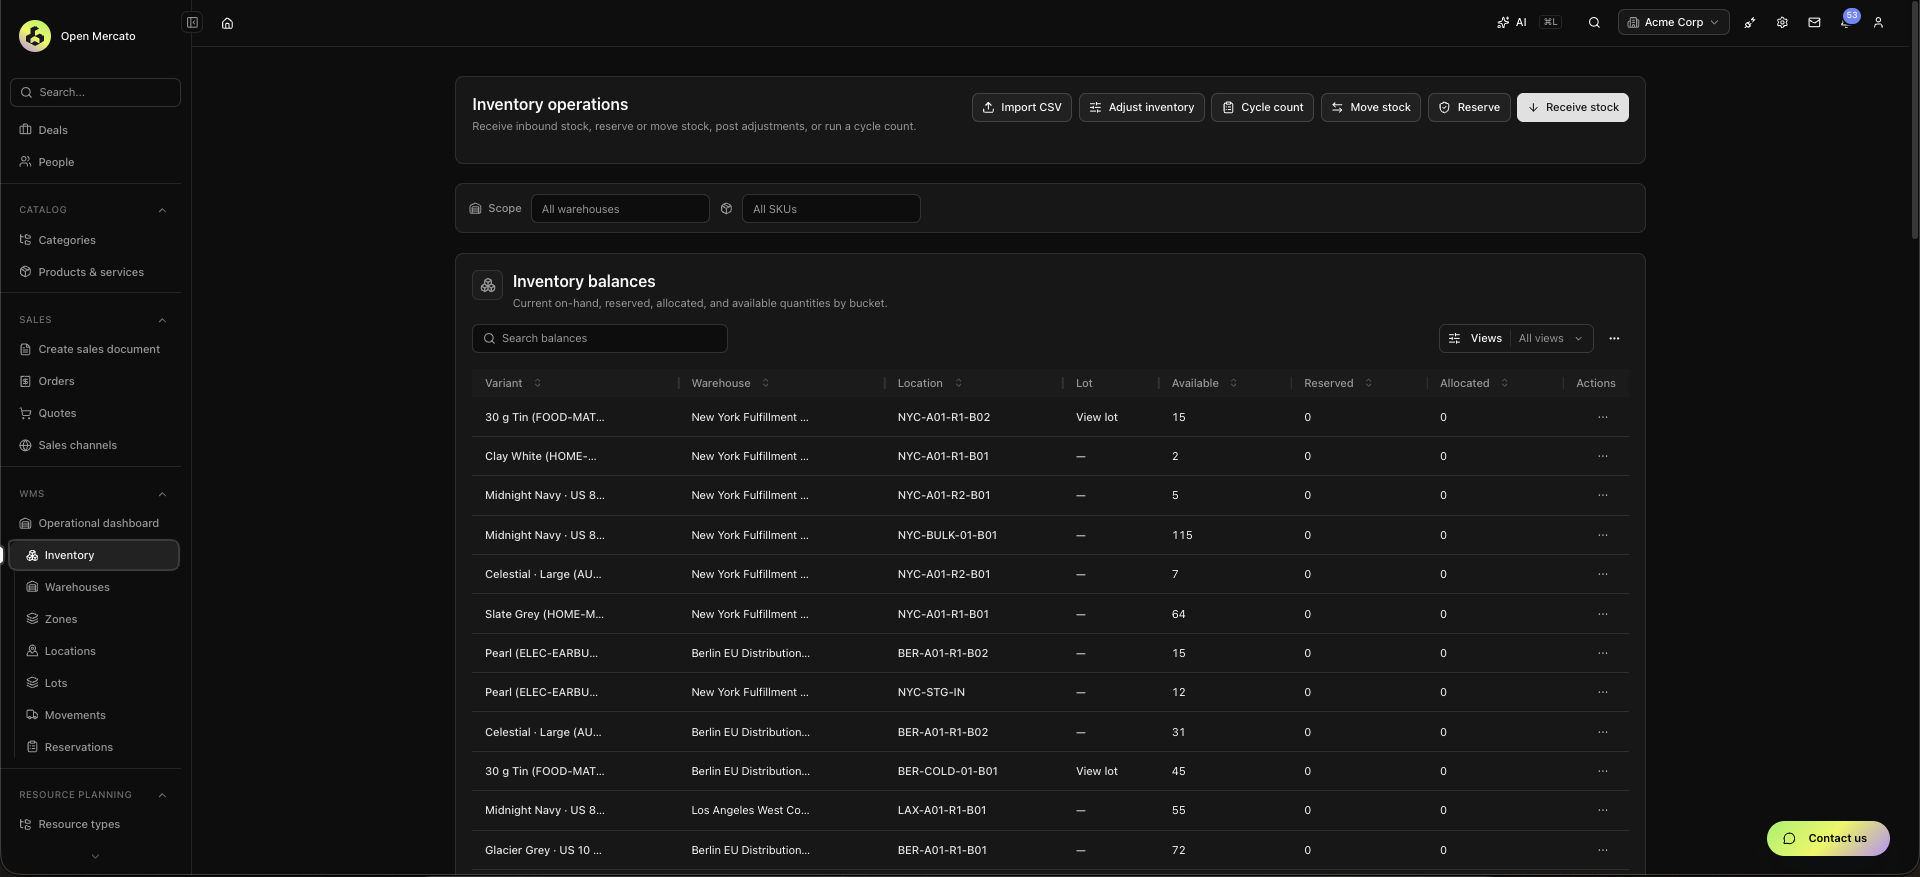 Open Mercato
AI ⌘L
Acme Corp
53
Search...
Deals
People
CATALOG
Categories
Products & services
SALES
Create sales document
Orders
Quotes
Sales channels
WMS
Operational dashboard
Inventory
Warehouses
Zones
Locations
Lots
Movements
Reservations
RESOURCE PLANNING
Resource types
Inventory operations
Receive inbound stock, reserve or move stock, post adjustments, or run a cycle count.
Import CSV Adjust inventory Cycle count Move stock Reserve Receive stock
Scope All warehouses All SKUs
Inventory balances
Current on-hand, reserved, allocated, and available quantities by bucket.
Search balances Views All views
Variant Warehouse Location Lot Available Reserved Allocated Actions
30 g Tin (FOOD-MAT... New York Fulfillment ... NYC-A01-R1-B02 View lot 15 0 0
Clay White (HOME-... New York Fulfillment ... NYC-A01-R1-B01 — 2 0 0
Midnight Navy · US 8... New York Fulfillment ... NYC-A01-R2-B01 — 5 0 0
Midnight Navy · US 8... New York Fulfillment ... NYC-BULK-01-B01 — 115 0 0
Celestial · Large (AU... New York Fulfillment ... NYC-A01-R2-B01 — 7 0 0
Slate Grey (HOME-M... New York Fulfillment ... NYC-A01-R1-B01 — 64 0 0
Pearl (ELEC-EARBU... Berlin EU Distribution... BER-A01-R1-B02 — 15 0 0
Pearl (ELEC-EARBU... New York Fulfillment ... NYC-STG-IN — 12 0 0
Celestial · Large (AU... Berlin EU Distribution... BER-A01-R1-B02 — 31 0 0
30 g Tin (FOOD-MAT... Berlin EU Distribution... BER-COLD-01-B01 View lot 45 0 0
Midnight Navy · US 8... Los Angeles West Co... LAX-A01-R1-B01 — 55 0 0
Glacier Grey · US 10 ... Berlin EU Distribution... BER-A01-R1-B01 — 72 0 0
Contact us